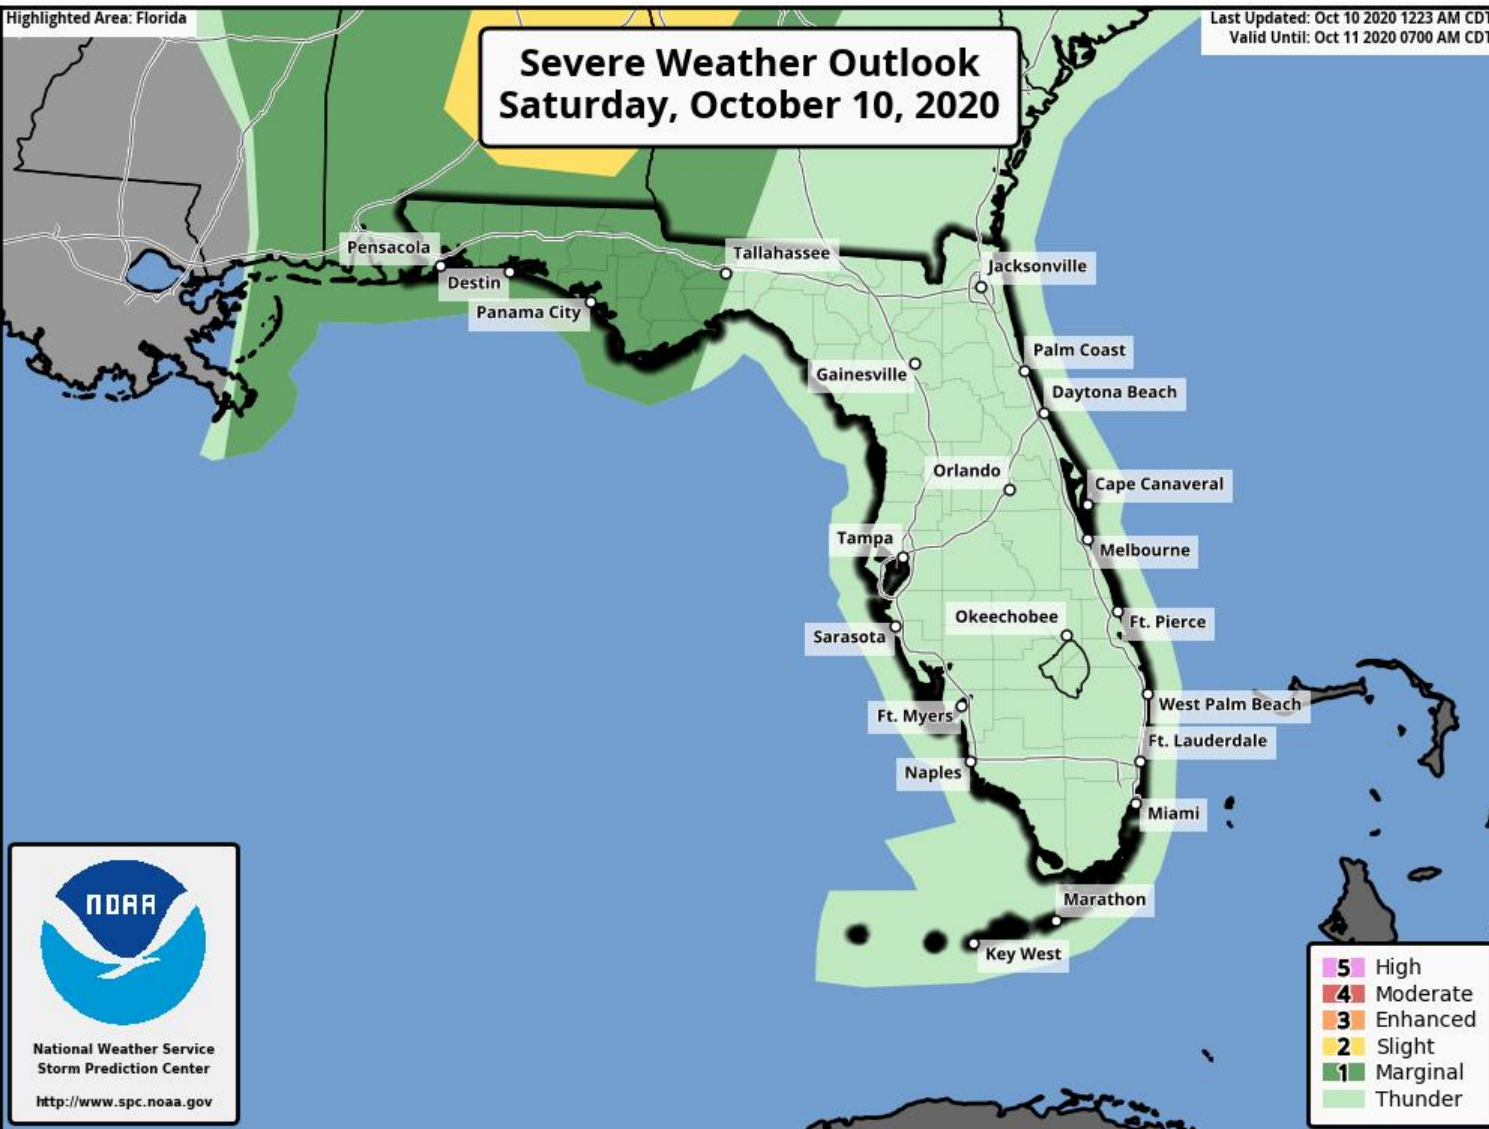 Highlighted Area: Florida
Last Updated: Oct 10 2020 1223 AM CDT
Valid Until: Oct 11 2020 0700 AM CDT
Severe Weather Outlook
Saturday, October 10, 2020
Pensacola
Tallahassee
Jacksonville
Destin
Panama City
Palm Coast
Gainesville
Daytona Beach
Orlando
Cape Canaveral
Tampa
Melbourne
Okeechobee
Ft. Pierce
Sarasota
West Palm Beach
Ft. Myers
Ft. Lauderdale
Naples
Miami
Marathon
Key West
NOAA
National Weather Service
Storm Prediction Center
http://www.spc.noaa.gov
5 High
4 Moderate
3 Enhanced
2 Slight
1 Marginal
Thunder